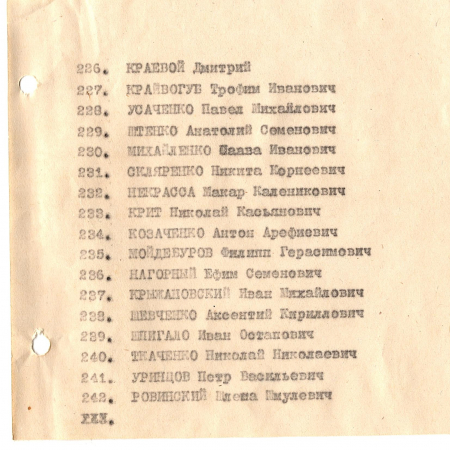 226. КРАЕВОЙ Дмитрий
227. КРАЙВОГУБ Трофим Иванович
228. УСАЧЕНКО Павел Михайлович
229. ШТЕНКО Анатолий Семенович
230. МИХАЙЛЕНКО Иванович
231. СКЛЯРЕНКО Никита Корнеевич
232. НЕКРАССА Макар Каленикович
233. КРИТ Николай Касьянович
234. КОЗАЧЕНКО Антон Арефиевич
235. МОЙДЕБУРОВ Филипп Герасимович
236. НАГОРНЫЙ Ефим Семенович
237. КРЫЖАНОВСКИЙ Иван Михайлович
238. ШЕВЧЕНКО Аксентий Кириллович
239. ШПИГАЛО Иван Остапович
240. ТКАЧЕНКО Николай Николаевич
241. УРИНЦОВ Петр Васильевич
242. РОВИНСКИЙ Шлема Шмулевич